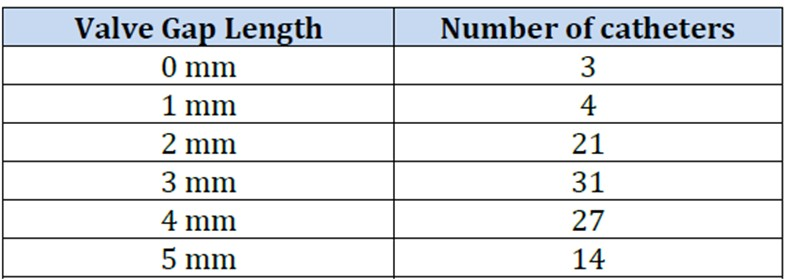 Valve Gap Length Number of catheters
0 mm 3
1 mm 4
2 mm 21
3 mm 31
4 mm 27
5 mm 14